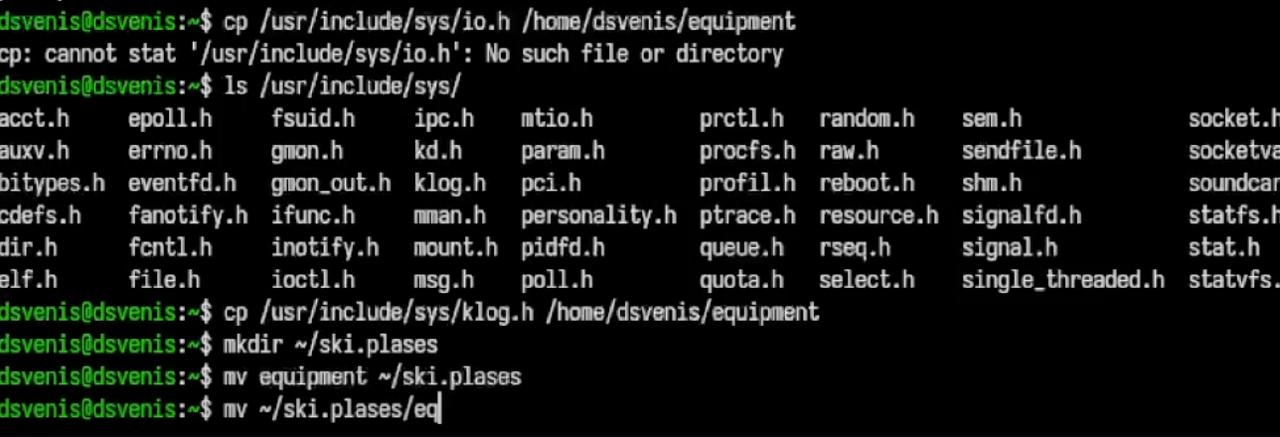 dsvenis@dsvenis:~$ cp /usr/include/sys/io.h /home/dsvenis/equipment
cp: cannot stat '/usr/include/sys/io.h': No such file or directory
dsvenis@dsvenis:~$ ls /usr/include/sys/
acct.h epoll.h fsuid.h ipc.h mtio.h prctl.h random.h sem.h socket.h
auxv.h errno.h gmon.h kd.h param.h procfs.h raw.h sendfile.h socketva
bitypes.h eventfd.h gmon_out.h klog.h pci.h profil.h reboot.h shm.h soundcar
cdefs.h fanotify.h ifunc.h mman.h personality.h ptrace.h resource.h signalfd.h statfs.h
dir.h fcntl.h inotify.h mount.h pidfd.h queue.h rseq.h signal.h stat.h
elf.h file.h ioctl.h msg.h poll.h quota.h select.h single_threaded.h statvfs.
dsvenis@dsvenis:~$ cp /usr/include/sys/klog.h /home/dsvenis/equipment
dsvenis@dsvenis:~$ mkdir ~/ski.plases
dsvenis@dsvenis:~$ mv equipment ~/ski.plases
dsvenis@dsvenis:~$ mv ~/ski.plases/eq